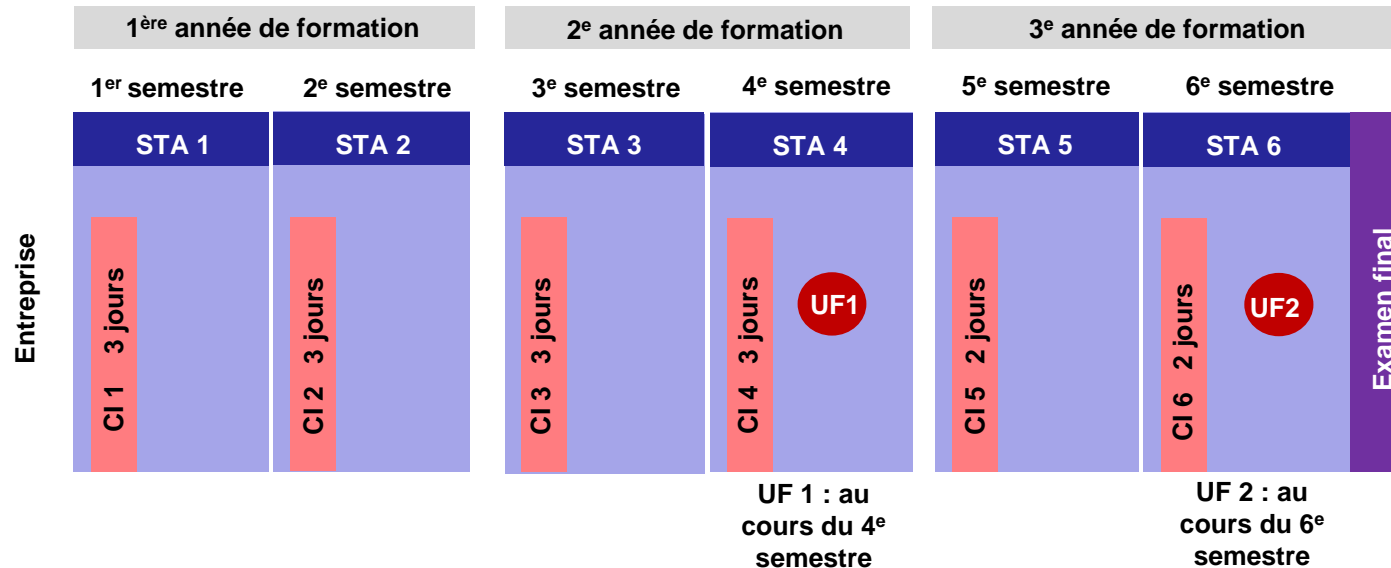 1ère année de formation
2e année de formation
3e année de formation
1er semestre
2e semestre
3e semestre
4e semestre
5e semestre
6e semestre
STA 1
STA 2
STA 3
STA 4
STA 5
STA 6
Entreprise
CI 1 3 jours
CI 2 3 jours
CI 3 3 jours
CI 4 3 jours
UF1
CI 5 2 jours
CI 6 2 jours
UF2
Examen final
UF 1 : au
cours du 4e
semestre
UF 2 : au
cours du 6e
semestre